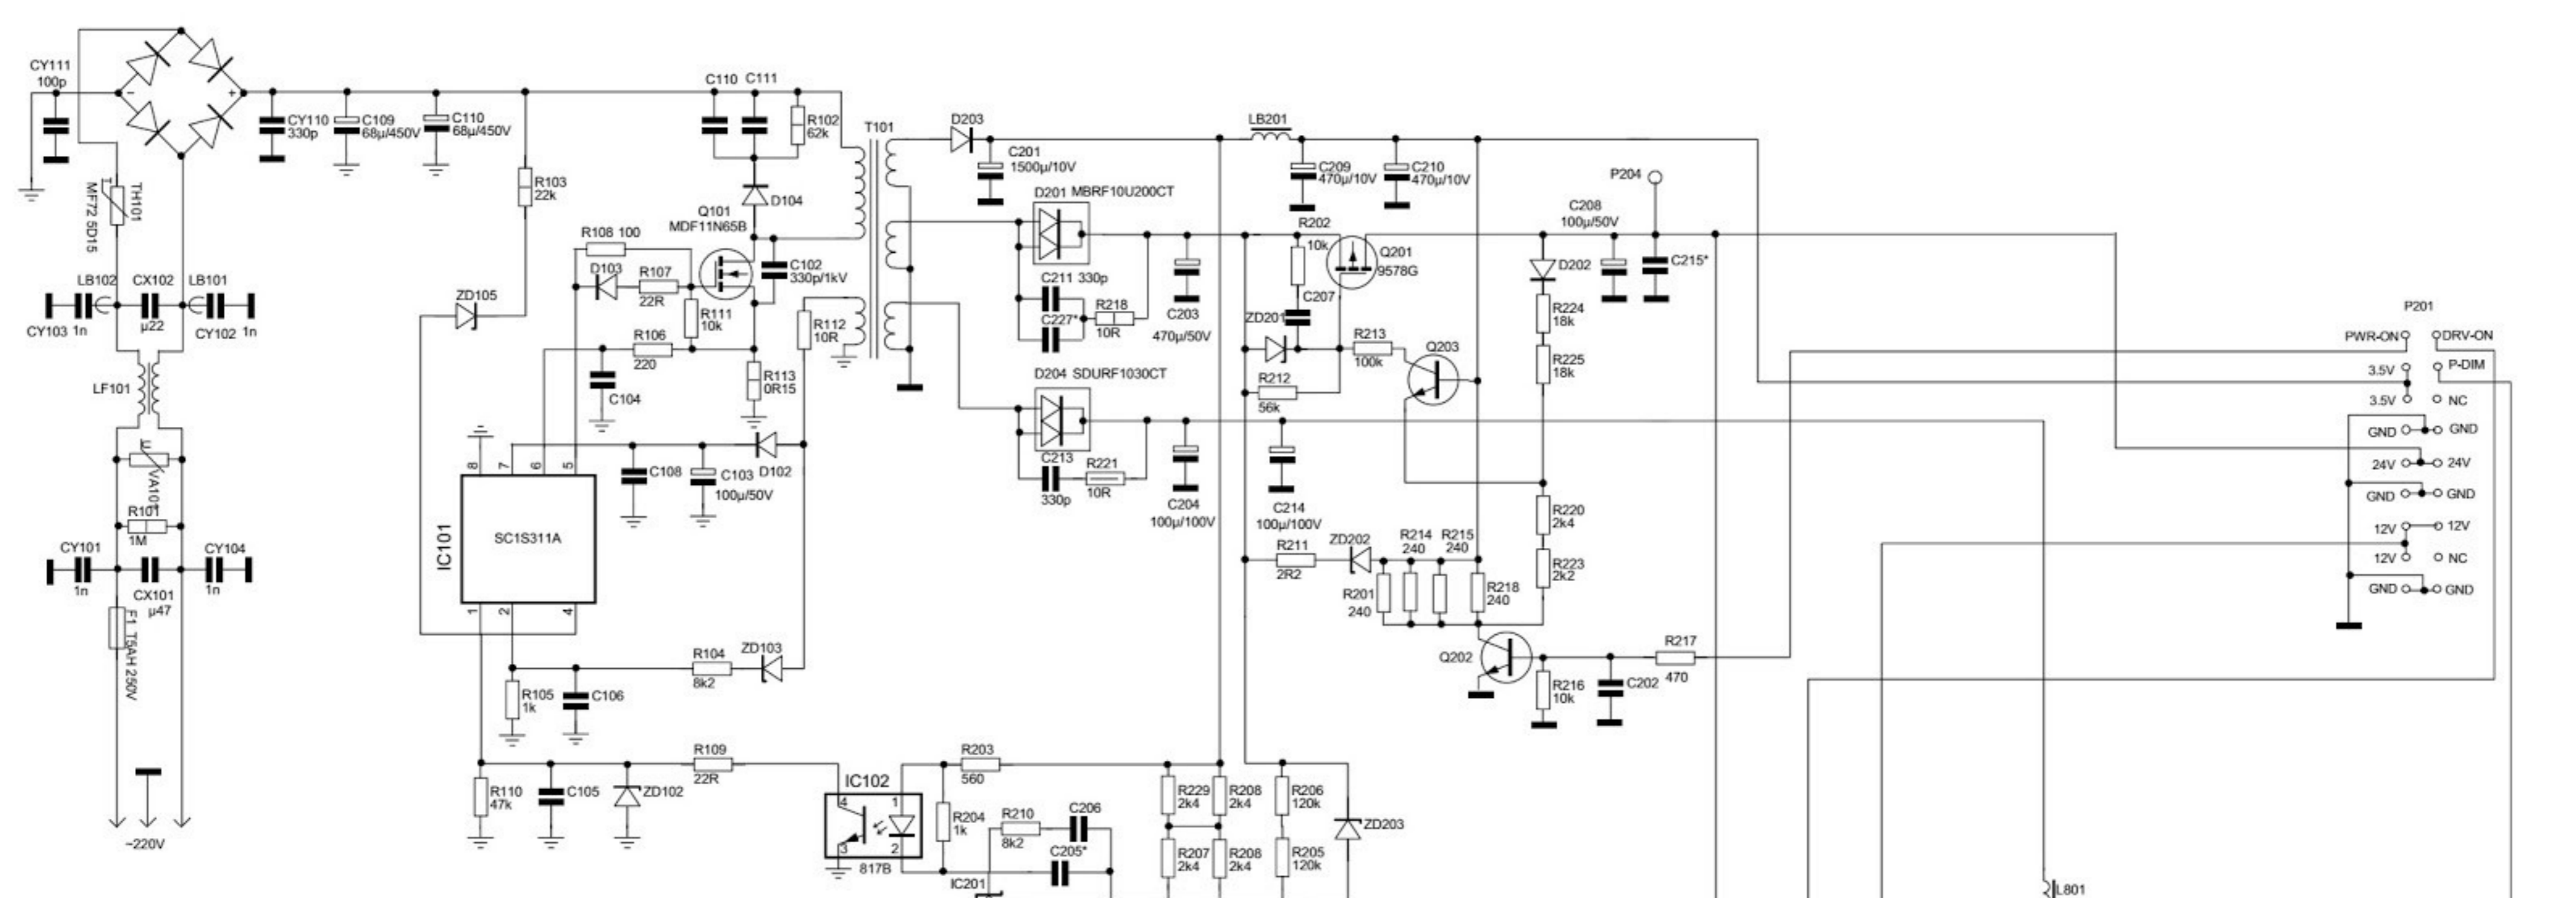 CY111
100p
-
+
CY110
330p
C109
68µ/450V
C110
68µ/450V
C110
C111
R102
62k
T101
D203
C201
1500µ/10V
LB201
C209
470µ/10V
C210
470µ/10V
TH101
MF72 5D15
R103
22k
D104
Q101
MDF11N65B
R108 100
D103
R107
22R
R111
10k
C102
330p/1kV
D201 MBRF10U200CT
C211 330p
C227*
R218
10R
C203
470µ/50V
R202
10k
C207
Q201
9578G
ZD201
R213
100k
Q203
R212
56k
P204
C208
100µ/50V
C215*
D202
R224
18k
R225
18k
LB102
CX102
LB101
CY103 1n
µ22
CY102 1n
ZD105
R106
220
C104
R113
0R15
R112
10R
LF101
D204 SDURF1030CT
C213
330p
R221
10R
C204
100µ/100V
C214
100µ/100V
P201
PWR-ON
DRV-ON
3.5V
P-DIM
3.5V
NC
GND
GND
24V
24V
GND
GND
12V
12V
12V
NC
GND
GND
U
VA101
R101
1M
CY101
1n
CX101
µ47
CY104
1n
F1 T5AH 250V
~220V
8
7
6
5
IC101
SC1S311A
1
2
4
C108
C103
100µ/50V
D102
R211
2R2
ZD202
R214
240
R215
240
R201
240
R218
240
R220
2k4
R223
2k2
Q202
R217
470
R216
10k
C202
R104
8k2
ZD103
R105
1k
C106
R109
22R
R110
47k
C105
ZD102
IC102
4
1
3
2
817B
R203
560
R204
1k
R210
8k2
C206
C205*
IC201
R229
2k4
R208
2k4
R207
2k4
R208
2k4
R206
120k
R205
120k
ZD203
L801